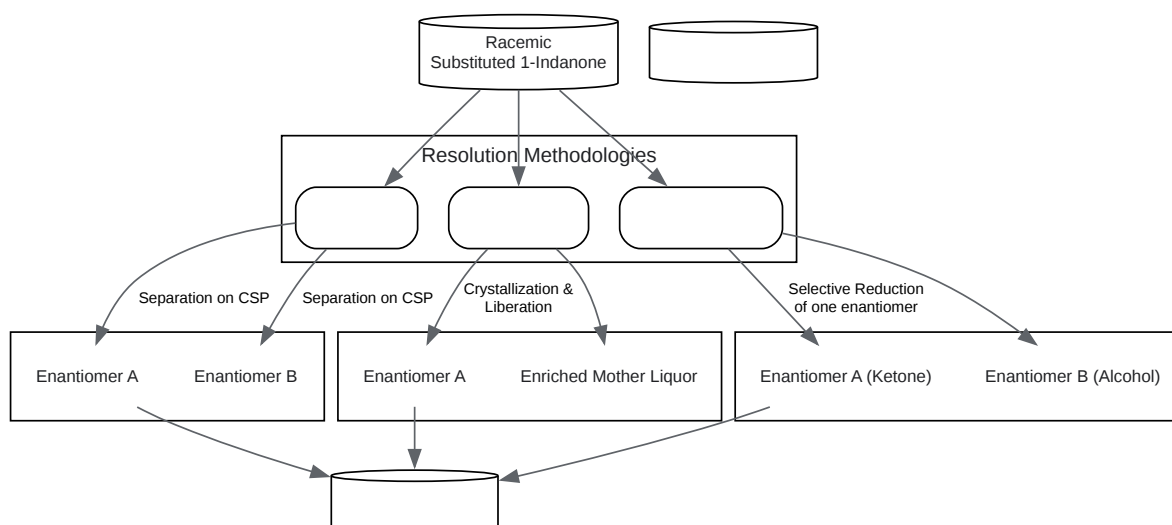 Racemic
Substituted 1-Indanone
Resolution Methodologies
Separation on CSP
Separation on CSP
Crystallization &
Liberation
Selective Reduction
of one enantiomer
Enantiomer A
Enantiomer B
Enantiomer A
Enriched Mother Liquor
Enantiomer A (Ketone)
Enantiomer B (Alcohol)